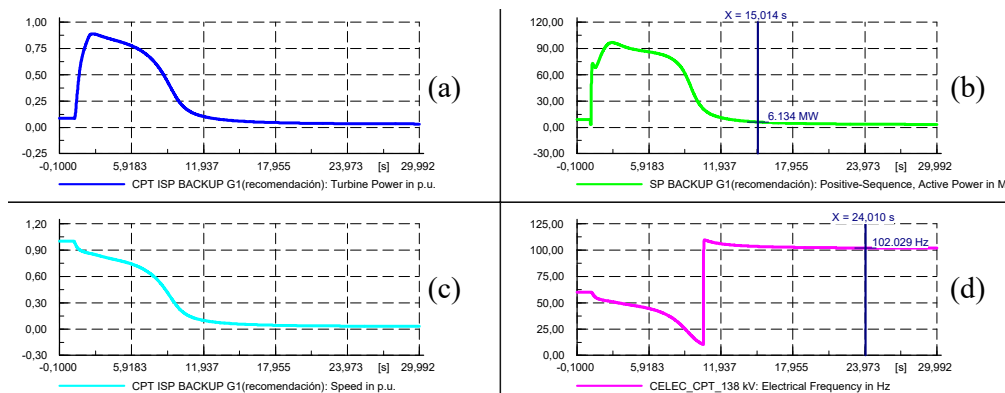 1,00
0,75
0,50
0,25
0,00
-0,25
-0,1000 5,9183 11,937 17,955 23,973 [s] 29,992
CPT ISP BACKUP G1(recomendación): Turbine Power in p.u.
(a)
120,00
90,00
60,00
30,00
0,00
-30,00
X = 15,014 s
6.134 MW
-0,1000 5,9183 11,937 17,955 23,973 [s] 29,992
SP BACKUP G1(recomendación): Positive-Sequence, Active Power in M
(b)
1,20
0,90
0,60
0,30
0,00
-0,30
-0,1000 5,9183 11,937 17,955 23,973 [s] 29,992
CPT ISP BACKUP G1(recomendación): Speed in p.u.
(c)
125,00
100,00
75,00
50,00
25,00
0,00
X = 24,010 s
102.029 Hz
-0,1000 5,9183 11,937 17,955 23,973 [s] 29,992
CELEC_CPT_138 kV: Electrical Frequency in Hz
(d)